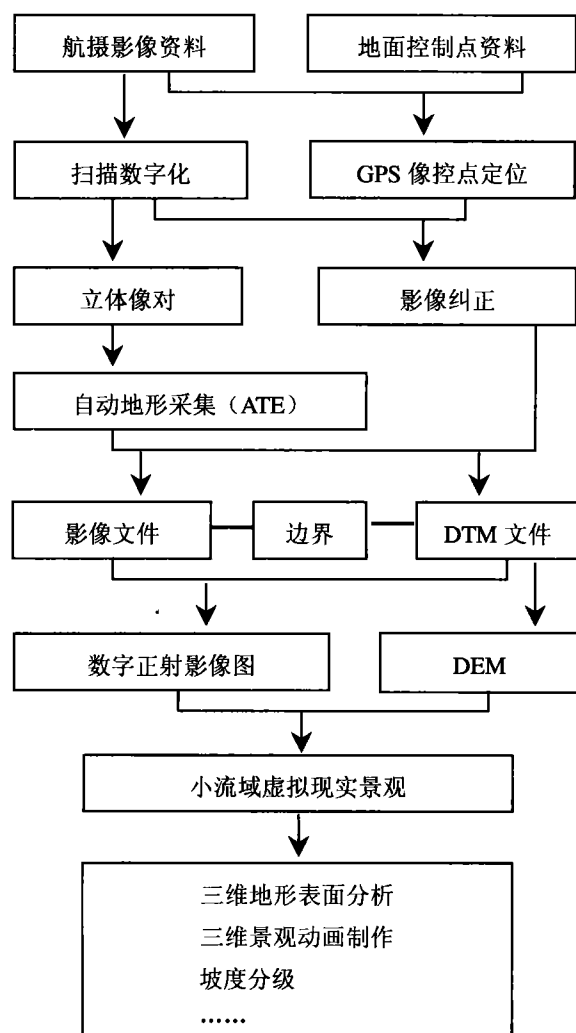 航摄影像资料
地面控制点资料
扫描数字化
GPS 像控点定位
立体像对
影像纠正
自动地形采集（ATE）
影像文件
边界
DTM 文件
数字正射影像图
DEM
小流域虚拟现实景观
三维地形表面分析
三维景观动画制作
坡度分级
……